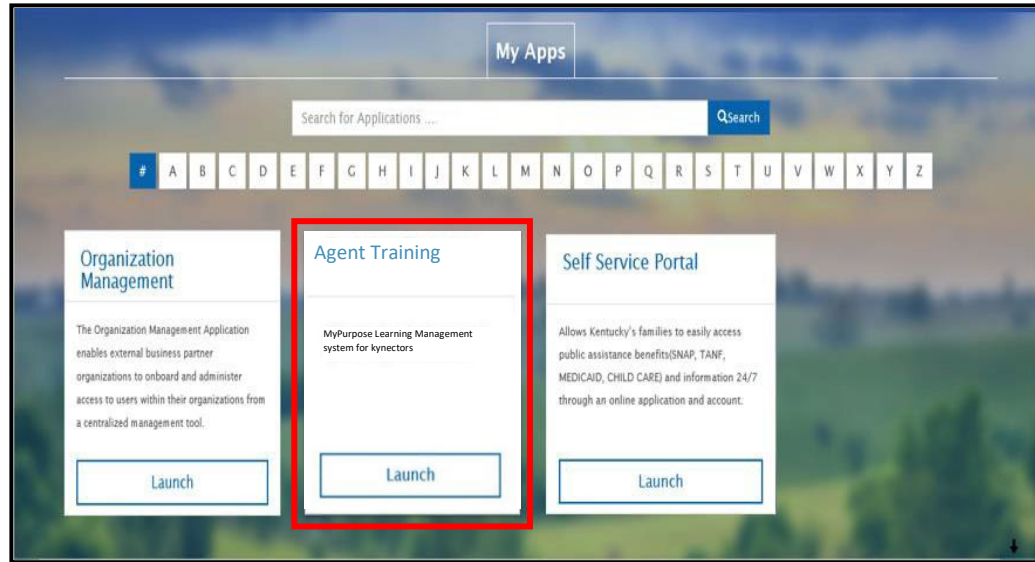 My Apps
Search for Applications ....
Search
# A B C D E F G H I J K L M N O P Q R S T U V W X Y Z
Organization
Management
The Organization Management Application
enables external business partner
organizations to onboard and administer
access to users within their organizations from
a centralized management tool.
Launch
Agent Training
MyPurpose Learning Management
system for kynectors
Launch
Self Service Portal
Allows Kentucky's families to easily access
public assistance benefits(SNAP, TANF,
MEDICAID, CHILD CARE) and information 24/7
through an online application and account.
Launch